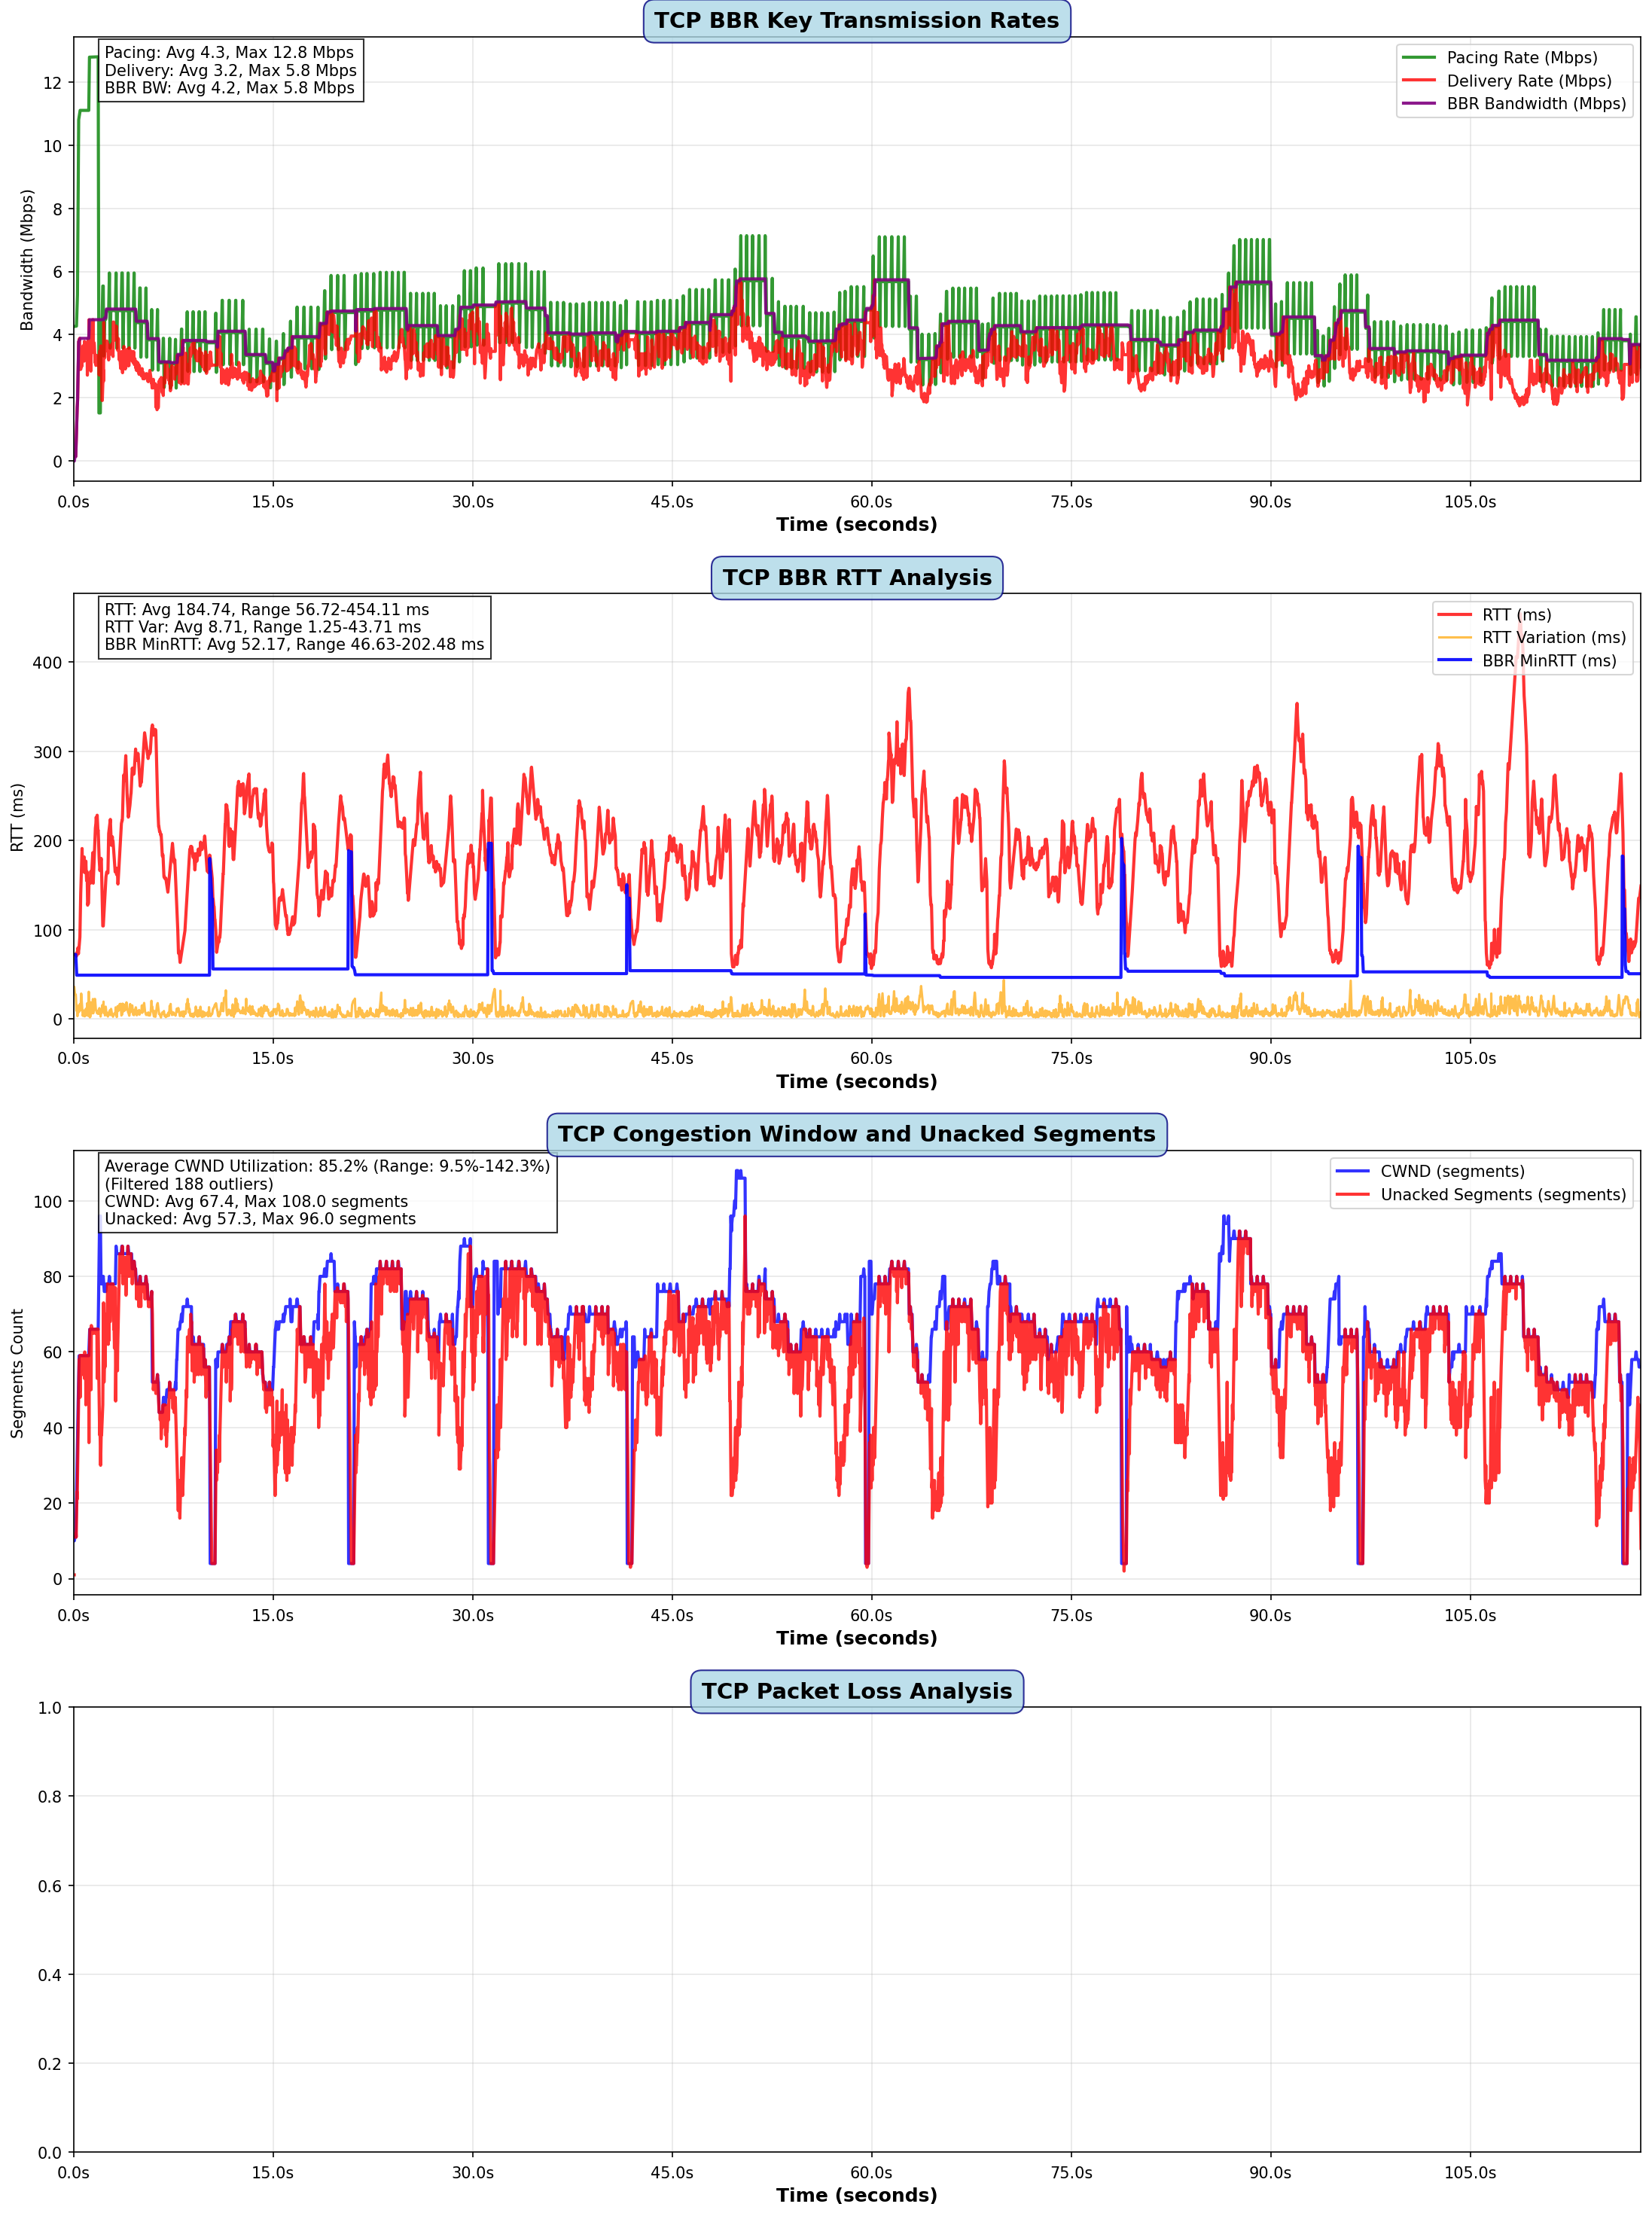 TCP BBR Key Transmission Rates
Pacing: Avg 4.3, Max 12.8 Mbps
Delivery: Avg 3.2, Max 5.8 Mbps
BBR BW: Avg 4.2, Max 5.8 Mbps
Pacing Rate (Mbps)
Delivery Rate (Mbps)
BBR Bandwidth (Mbps)
Bandwidth (Mbps)
12
10
8
6
4
2
0
0.0s 15.0s 30.0s 45.0s 60.0s 75.0s 90.0s 105.0s
Time (seconds)
TCP BBR RTT Analysis
RTT: Avg 184.74, Range 56.72-454.11 ms
RTT Var: Avg 8.71, Range 1.25-43.71 ms
BBR MinRTT: Avg 52.17, Range 46.63-202.48 ms
RTT (ms)
RTT Variation (ms)
BBR MinRTT (ms)
RTT (ms)
400
300
200
100
0
0.0s 15.0s 30.0s 45.0s 60.0s 75.0s 90.0s 105.0s
Time (seconds)
TCP Congestion Window and Unacked Segments
Average CWND Utilization: 85.2% (Range: 9.5%-142.3%)
(Filtered 188 outliers)
CWND: Avg 67.4, Max 108.0 segments
Unacked: Avg 57.3, Max 96.0 segments
CWND (segments)
Unacked Segments (segments)
Segments Count
100
80
60
40
20
0
0.0s 15.0s 30.0s 45.0s 60.0s 75.0s 90.0s 105.0s
Time (seconds)
TCP Packet Loss Analysis
1.0
0.8
0.6
0.4
0.2
0.0
0.0s 15.0s 30.0s 45.0s 60.0s 75.0s 90.0s 105.0s
Time (seconds)